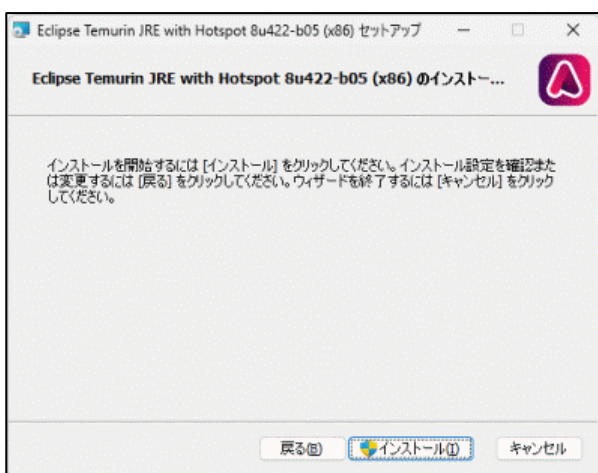 Eclipse Temurin JRE with Hotspot 8u422-b05 (x86) セットアップ
Eclipse Temurin JRE with Hotspot 8u422-b05 (x86) のインストー...
インストールを開始するには [インストール] をクリックしてください。インストール設定を確認また
は変更するには [戻る] をクリックしてください。ウィザードを終了するには [キャンセル] をクリック
してください。
戻る(B)
インストール(I)
キャンセル